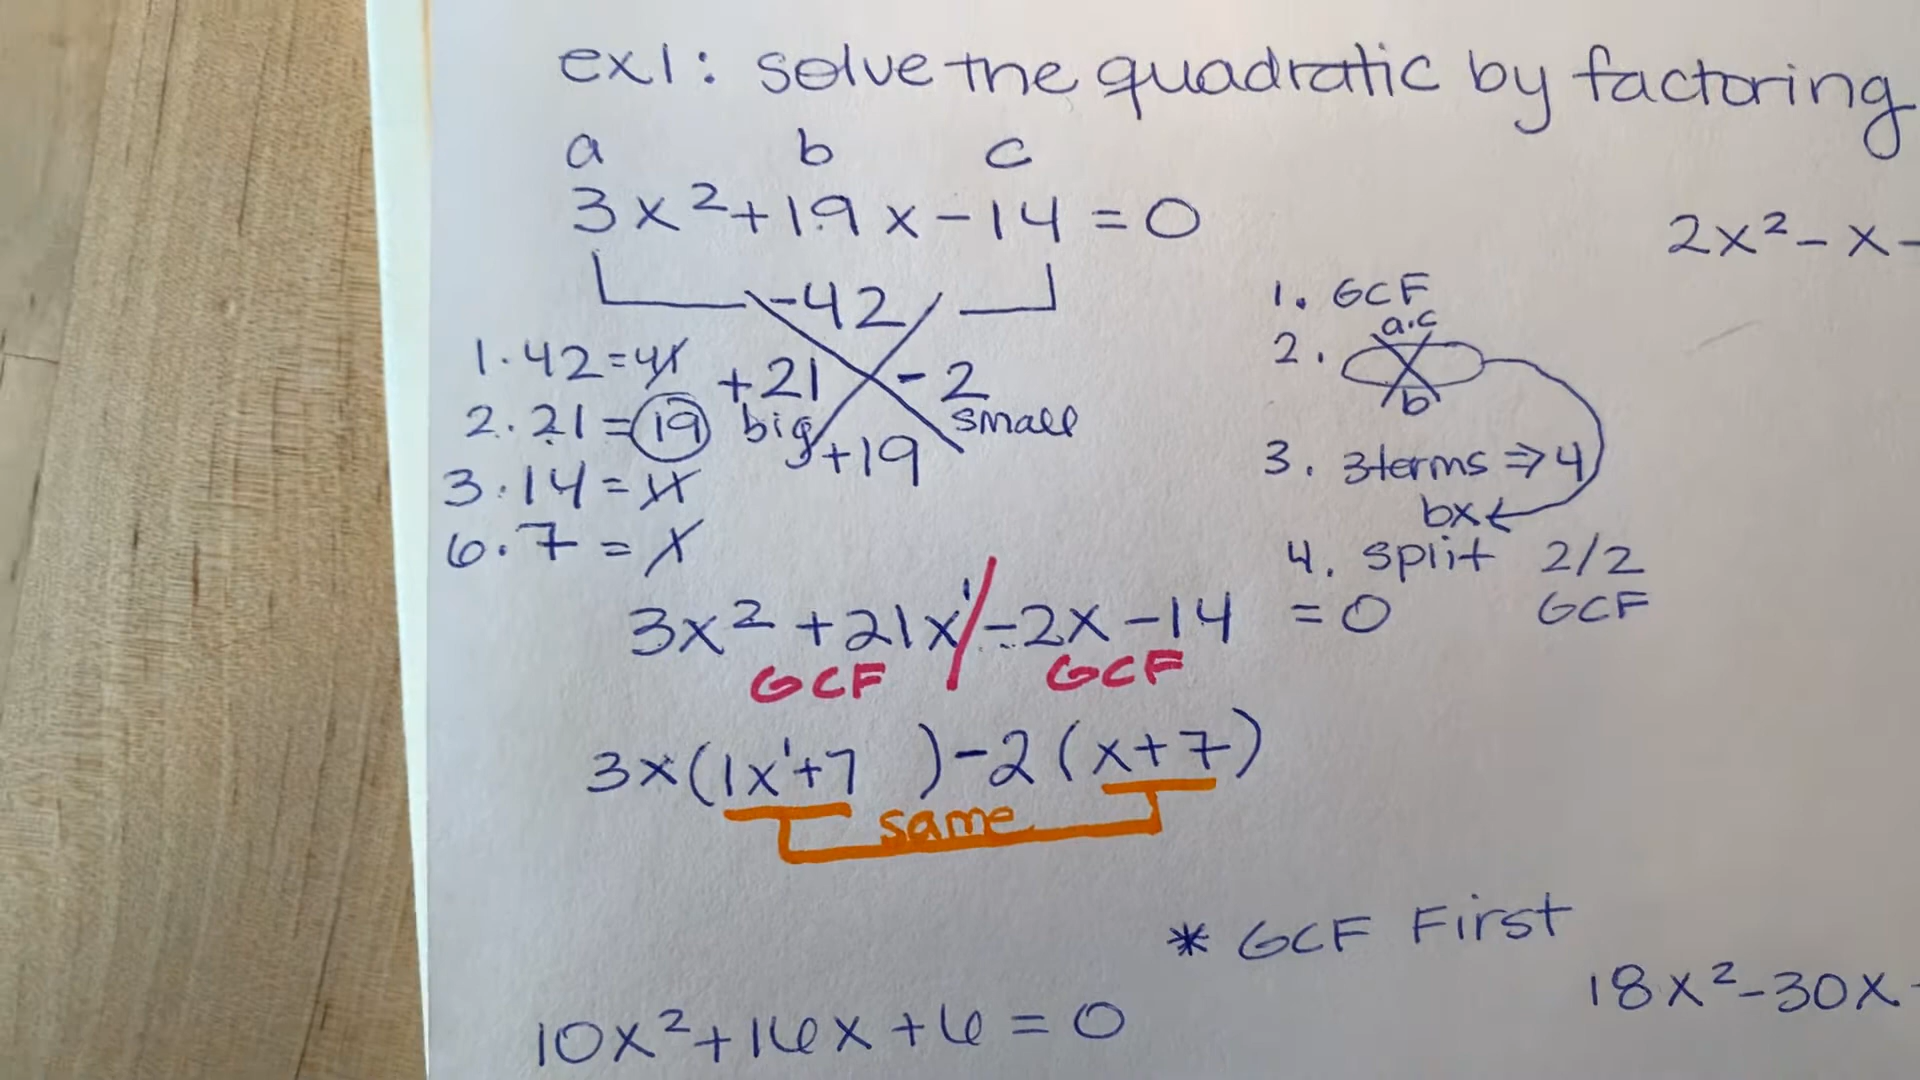 ex1: solve the quadratic by factoring
a b c
3x²+19x-14=0
-42
1·42=41
+21 -2
2·21=19
big small
+19
3·14=11
6·7=1
1. GCF
2. a·c
b
3. 3terms ⇒ 4
bx
4. split 2/2
GCF
3x²+21x/-2x-14 =0
GCF GCF
3x(1x+7 )-2(x+7)
same
2x²-x-
* GCF First
10x²+16x+6=0
18x²-30x-